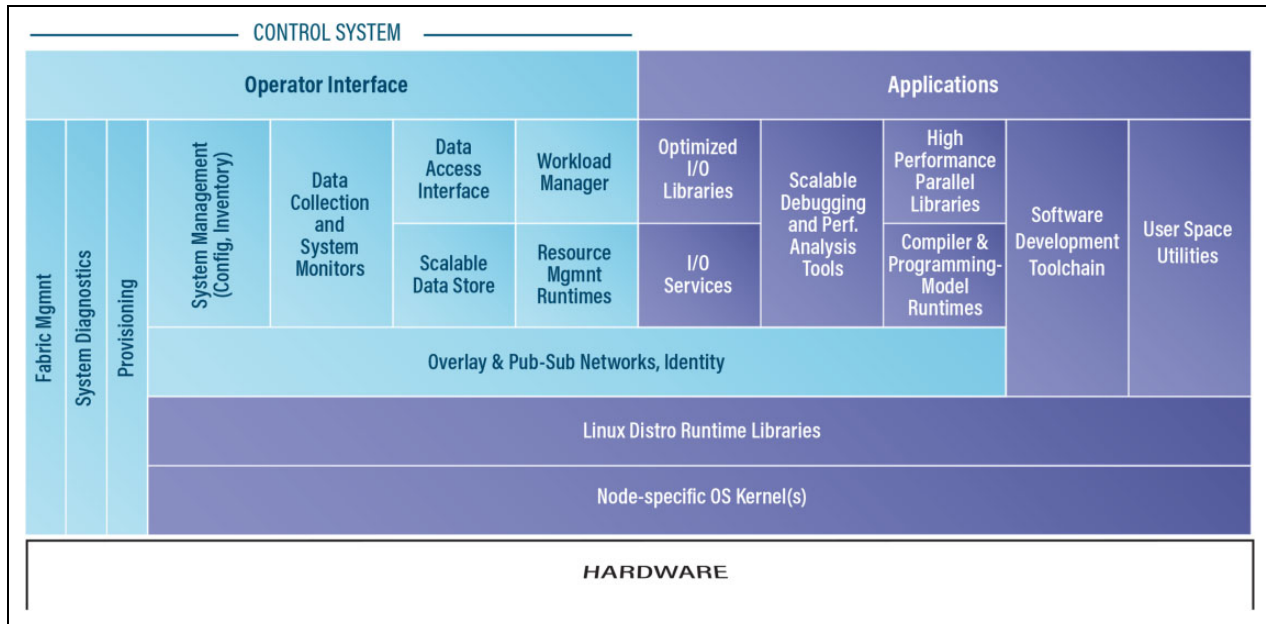 CONTROL SYSTEM
Operator Interface
Applications
Fabric Mgmnt
System Diagnostics
Provisioning
System Management
(Config, Inventory)
Data
Collection
and
System
Monitors
Data
Access
Interface
Scalable
Data Store
Workload
Manager
Resource
Mgmnt
Runtimes
Optimized
I/O
Libraries
I/O
Services
Scalable
Debugging
and Perf.
Analysis
Tools
High
Performance
Parallel
Libraries
Compiler &
Programming-
Model
Runtimes
Software
Development
Toolchain
User Space
Utilities
Overlay & Pub-Sub Networks, Identity
Linux Distro Runtime Libraries
Node-specific OS Kernel(s)
HARDWARE